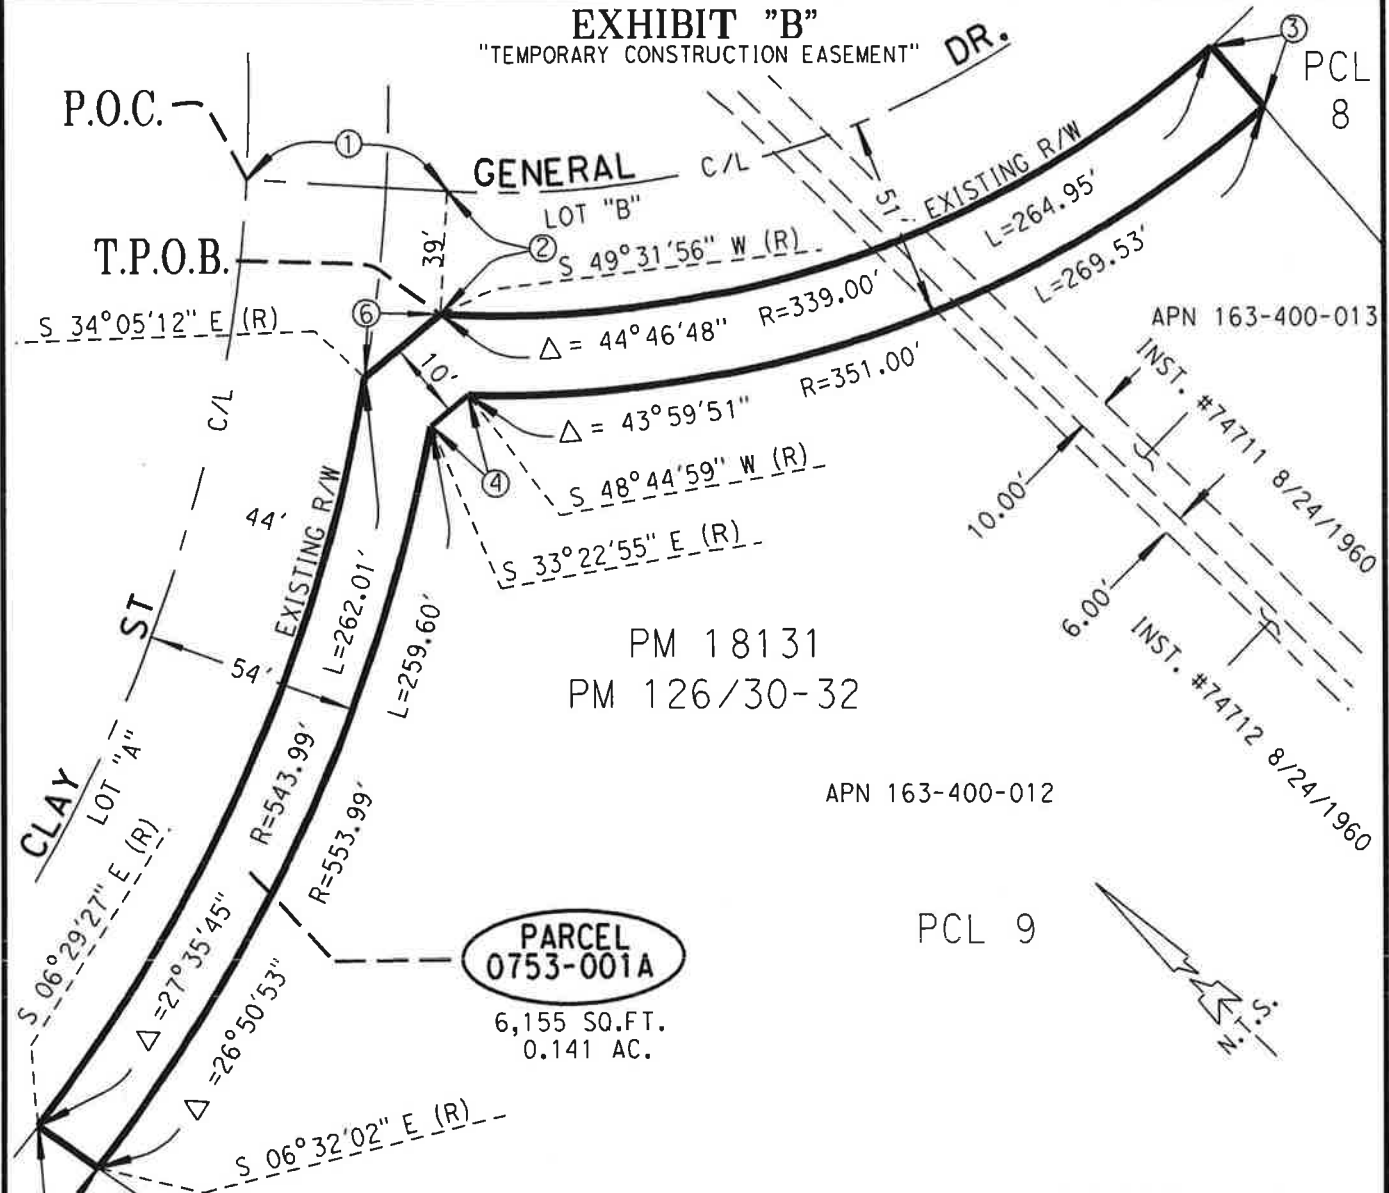 EXHIBIT "B"
"TEMPORARY CONSTRUCTION EASEMENT"
P.O.C.
1
GENERAL
C/L
DR.
3
PCL
8
LOT "B"
T.P.O.B.
39'
2
S 49°31'56" W (R)
51'
EXISTING R/W
L=264.95'
L=269.53'
S 34°05'12" E (R)
6
Δ = 44°46'48"
R=339.00'
APN 163-400-013
10'
R=351.00'
INST. #74711 8/24/1960
C/L
Δ = 43°59'51"
4
S 48°44'59" W (R)
44'
EXISTING R/W
10.00'
S 33°22'55" E (R)
L=262.01'
6.00'
L=259.60'
INST. #74712 8/24/1960
ST
54'
PM 18131
PM 126/30-32
LOT "A"
CLAY
R=543.99'
R=553.99'
APN 163-400-012
S 06°29'27" E (R)
Δ =27°35'45"
PARCEL
0753-001A
PCL 9
6,155 SQ.FT.
0.141 AC.
Δ =26°50'53"
N.T.S.
S 06°32'02" E (R)